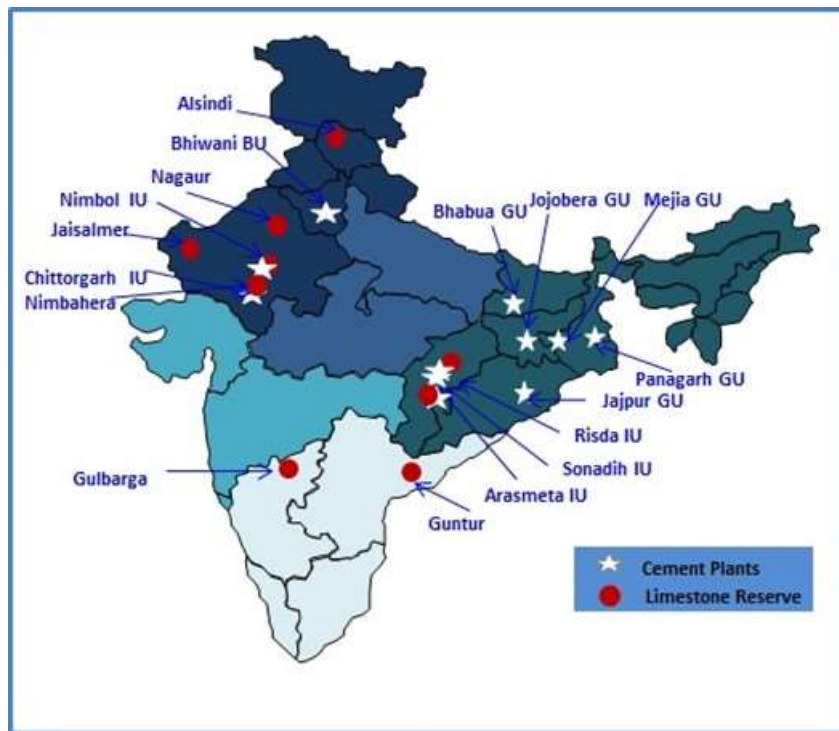 Alsindi
Bhiwani BU
Nagaur
Nimbol IU
Jaisalmer
Chittorgarh IU
Nimbahera
Bhabua GU
Jojobera GU
Mejia GU
Panagarh GU
Jajpur GU
Risda IU
Sonadih IU
Arasmeta IU
Gulbarga
Guntur
Cement Plants
Limestone Reserve